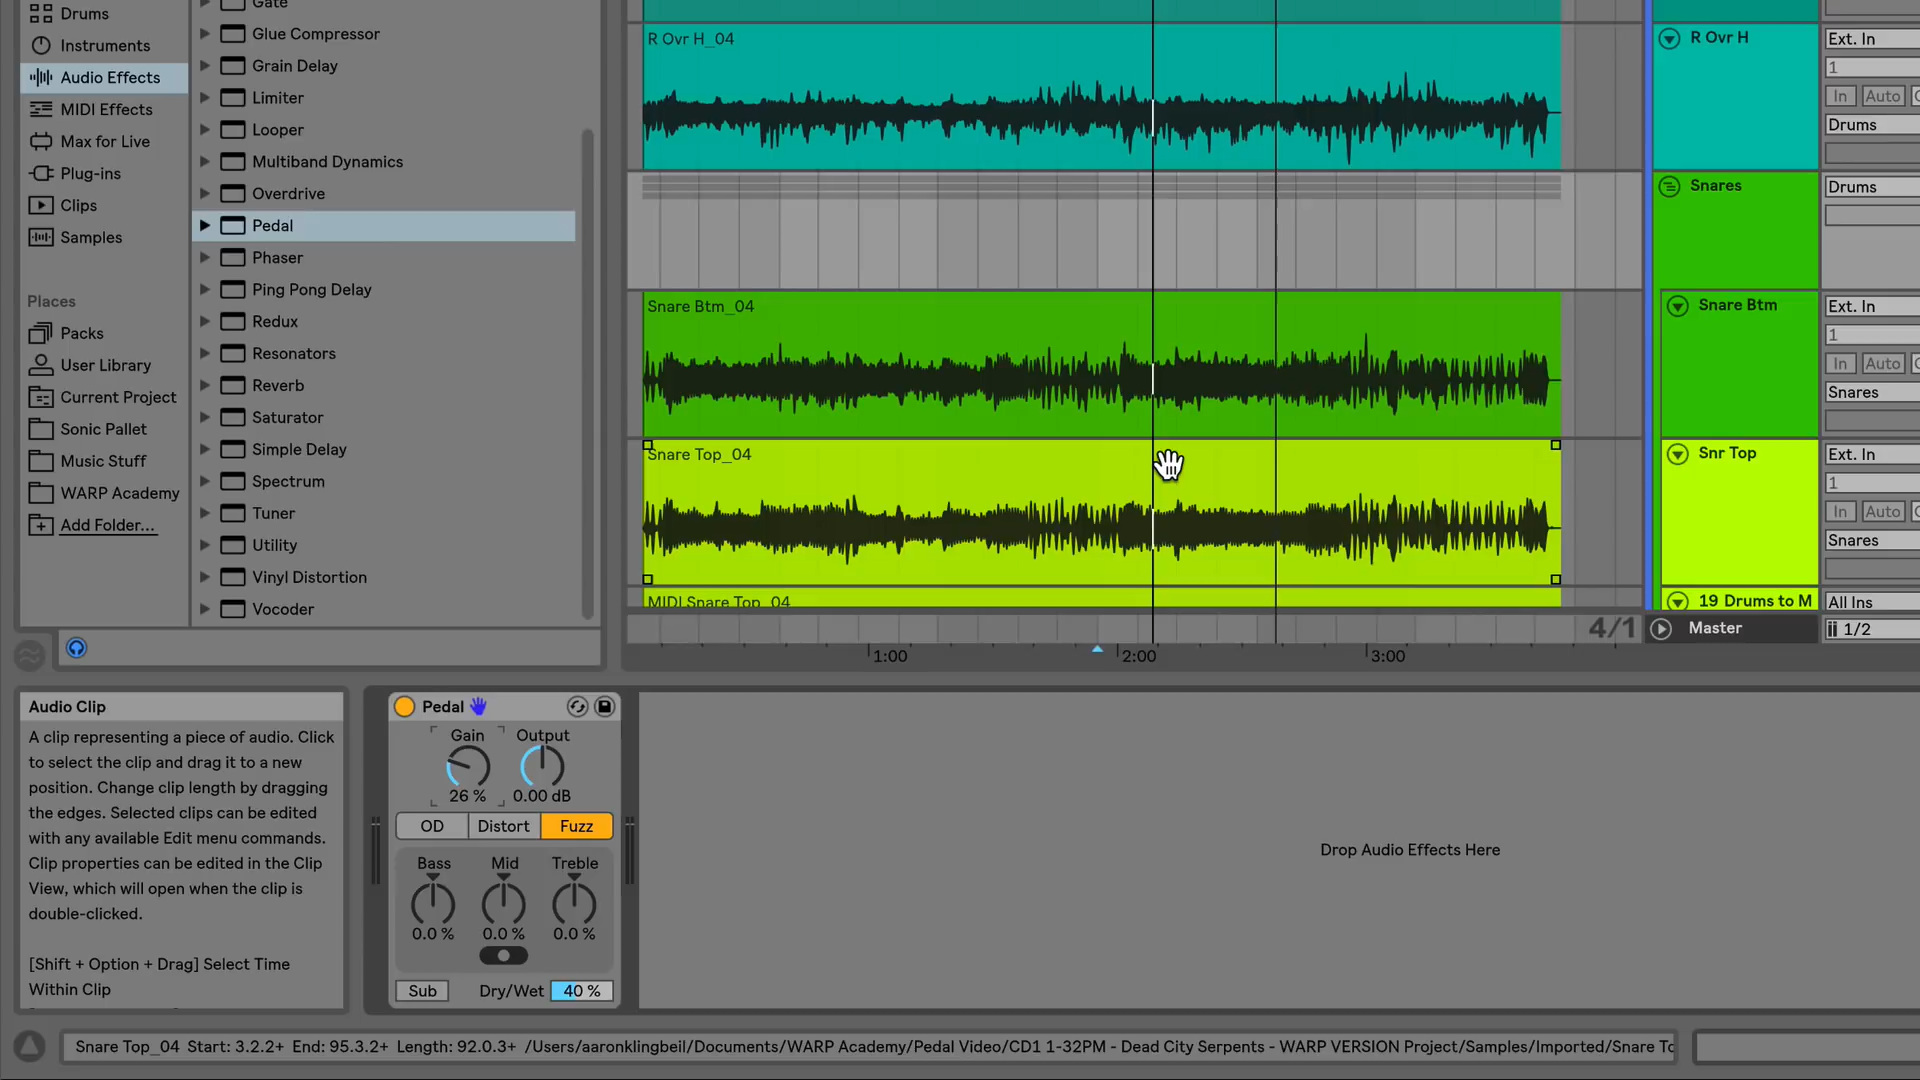 Drums
Instruments
Audio Effects
MIDI Effects
Max for Live
Plug-ins
Clips
Samples
Places
Packs
User Library
Current Project
Sonic Pallet
Music Stuff
WARP Academy
Add Folder...
Gate
Glue Compressor
Grain Delay
Limiter
Looper
Multiband Dynamics
Overdrive
Pedal
Phaser
Ping Pong Delay
Redux
Resonators
Reverb
Saturator
Simple Delay
Spectrum
Tuner
Utility
Vinyl Distortion
Vocoder
R Ovr H_04
Snare Btm_04
Snare Top_04
MIDI Snare Top_04
4/1
1:00
2:00
3:00
R Ovr H
Ext. In
1
In Auto
Drums
Snares
Drums
Snare Btm
Ext. In
1
In Auto
Snares
Snr Top
Ext. In
1
In Auto
Snares
19 Drums to M
All Ins
Master
1/2
Audio Clip
A clip representing a piece of audio. Click
to select the clip and drag it to a new
position. Change clip length by dragging
the edges. Selected clips can be edited
with any available Edit menu commands.
Clip properties can be edited in the Clip
View, which will open when the clip is
double-clicked.
[Shift + Option + Drag] Select Time
Within Clip
Pedal
Gain Output
26 % 0.00 dB
OD Distort Fuzz
Bass Mid Treble
0.0 % 0.0 % 0.0 %
Sub Dry/Wet 40 %
Drop Audio Effects Here
Snare Top_04 Start: 3.2.2+ End: 95.3.2+ Length: 92.0.3+ /Users/aaronklingbeil/Documents/WARP Academy/Pedal Video/CD1 1-32PM - Dead City Serpents - WARP VERSION Project/Samples/Imported/Snare To